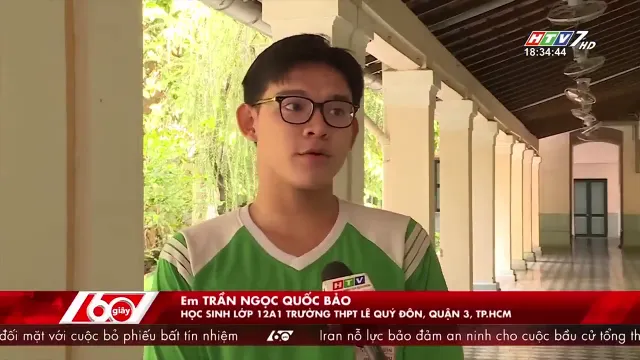 HTV7 HD
18:34:44
HTV
60 giây
Em TRẦN NGỌC QUỐC BẢO
HỌC SINH LỚP 12A1 TRƯỜNG THPT LÊ QUÝ ĐÔN, QUẬN 3, TP.HCM
đối mặt với cuộc bỏ phiếu bất tín nhiệm 60 Iran nỗ lực bảo đảm an ninh cho cuộc bầu cử tổng th